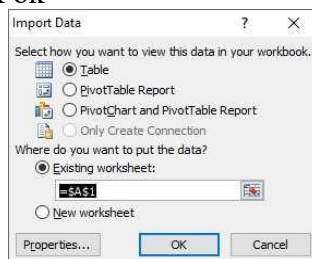 Import Data ? X
Select how you want to view this data in your workbook.
Table
PivotTable Report
PivotChart and PivotTable Report
Only Create Connection
Where do you want to put the data?
Existing worksheet:
=$A$1
New worksheet
Properties... OK Cancel